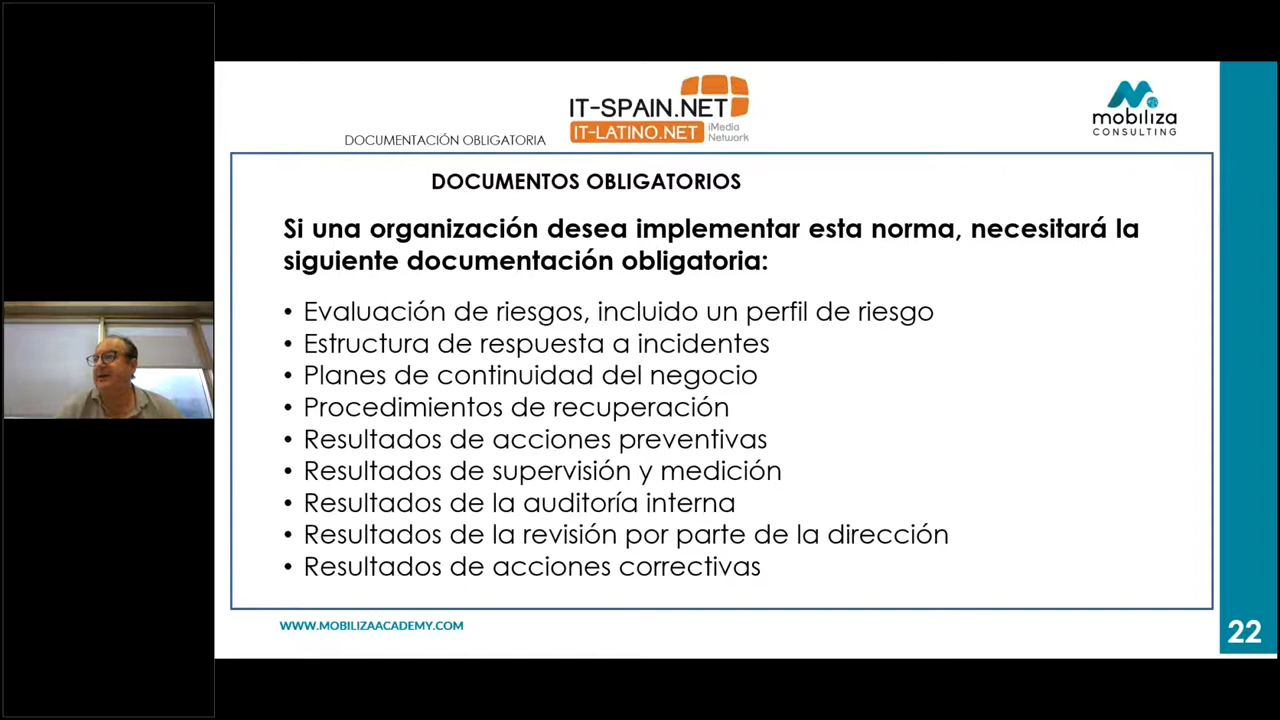 IT-SPAIN.NET
IT-LATINO.NET
iMedia
Network
mobiliza
CONSULTING
DOCUMENTACIÓN OBLIGATORIA
DOCUMENTOS OBLIGATORIOS
Si una organización desea implementar esta norma, necesitará la
siguiente documentación obligatoria:
• Evaluación de riesgos, incluido un perfil de riesgo
• Estructura de respuesta a incidentes
• Planes de continuidad del negocio
• Procedimientos de recuperación
• Resultados de acciones preventivas
• Resultados de supervisión y medición
• Resultados de la auditoría interna
• Resultados de la revisión por parte de la dirección
• Resultados de acciones correctivas
WWW.MOBILIZAACADEMY.COM
22